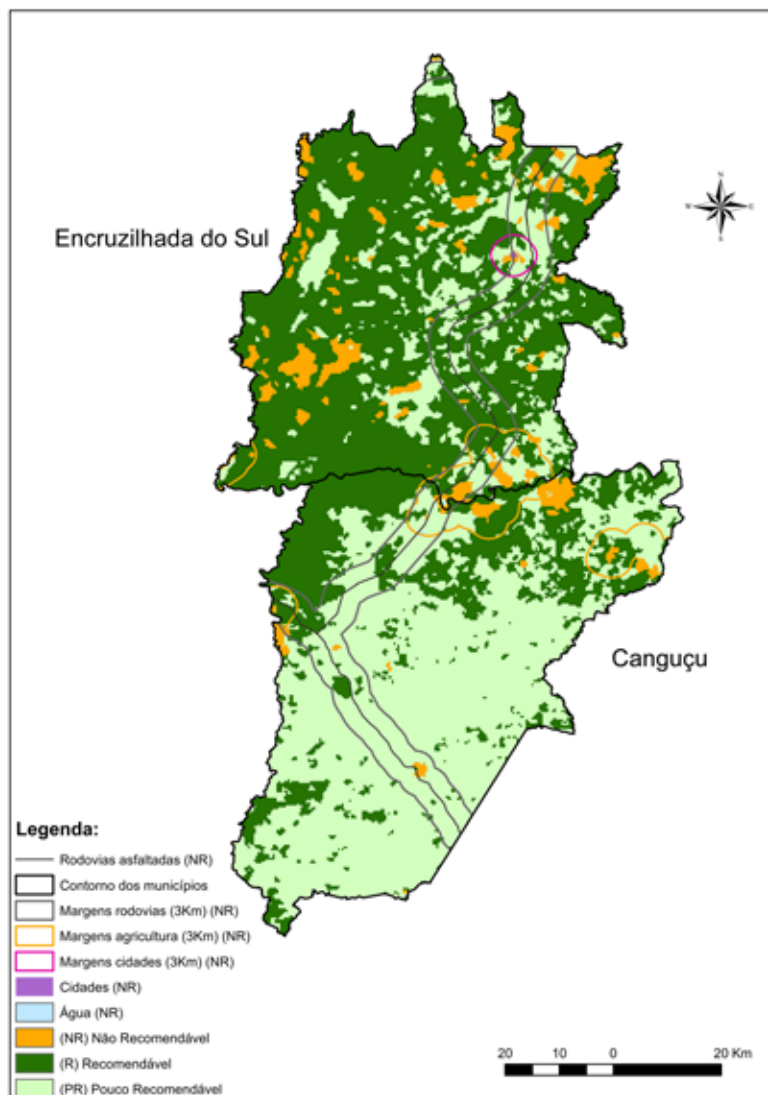 N
W
E
S
Encruzilhada do Sul
Canguçu
Legenda:
Rodovias asfaltadas (NR)
Contorno dos municípios
Margens rodovias (3Km) (NR)
Margens agricultura (3Km) (NR)
Margens cidades (3Km) (NR)
Cidades (NR)
Água (NR)
(NR) Não Recomendável
(R) Recomendável
(PR) Pouco Recomendável
20 10 0 20 Km